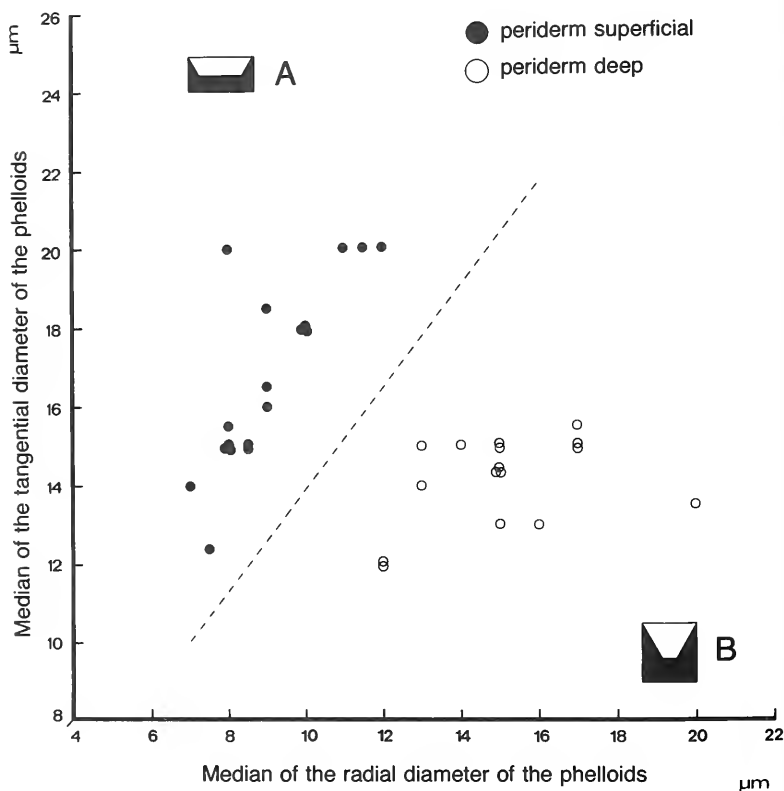 26
µm
24
22
20
18
16
14
12
10
8
Median of the tangential diameter of the phelloids
A
periderm superficial
periderm deep
B
4 6 8 10 12 14 16 18 20 22
Median of the radial diameter of the phelloids
µm